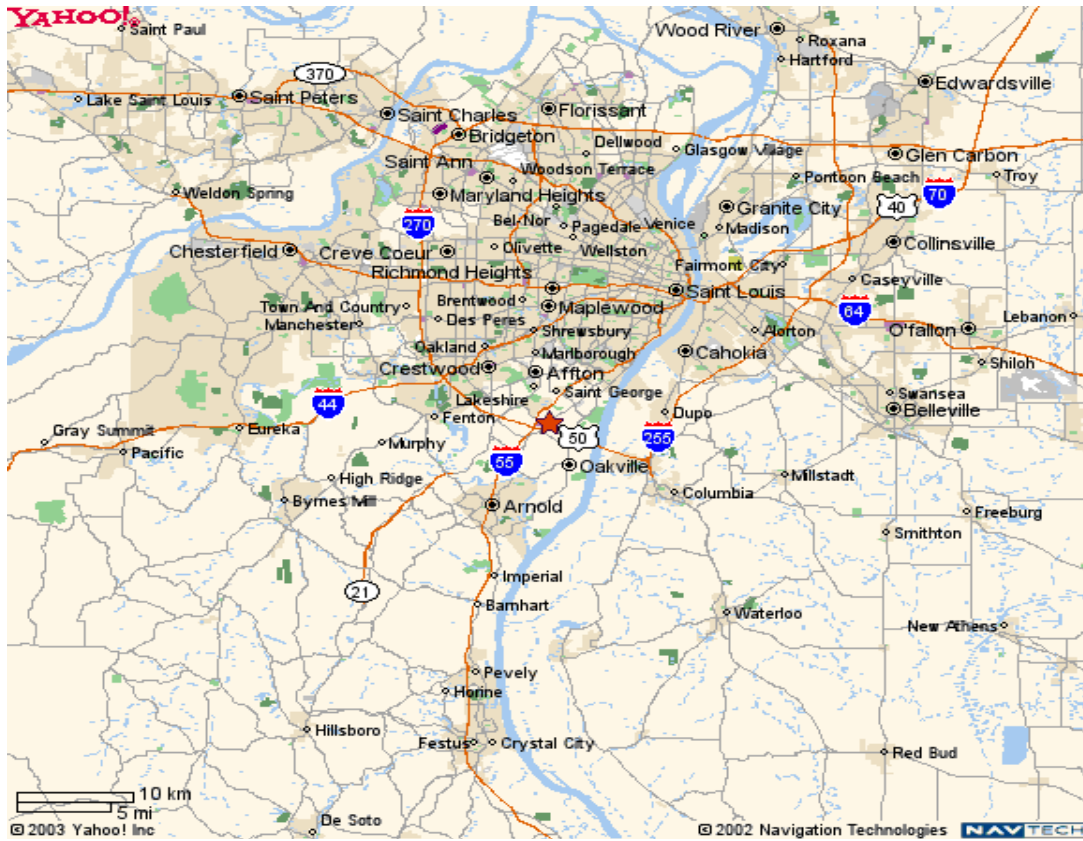 YAHOO!®
Saint Paul
Wood River
Roxana
Hartford
370
Edwardsville
Lake Saint Louis
Saint Peters
Saint Charles
Florissant
Bridgeton
Dellwood
Glasgow Village
Glen Carbon
Saint Ann
Woodson Terrace
Pontoon Beach
Troy
Weldon Spring
Maryland Heights
70
40
Granite City
270
Bel-Nor
Pagedale
Venice
Madison
Chesterfield
Creve Coeur
Olivette
Wellston
Collinsville
Richmond Heights
Fairmont City
Caseyville
Saint Louis
Town And Country
Brentwood
Maplewood
64
Lebanon
Manchester
Des Peres
Shrewsbury
Alorton
O'fallon
Oakland
Marlborough
Cahokia
Shiloh
Crestwood
Affton
Saint George
Swansea
44
Lakeshire
Fenton
Dupo
Belleville
Gray Summit
Eureka
Murphy
50
255
Pacific
55
Oakville
High Ridge
Millstadt
Byrnes Mill
Columbia
Arnold
Freeburg
Smithton
Imperial
21
Barnhart
Waterloo
New Athens
Pevely
Horine
Hillsboro
Festus
Crystal City
Red Bud
10 km
5 mi
De Soto
© 2003 Yahoo! Inc
© 2002 Navigation Technologies
NAVTECH